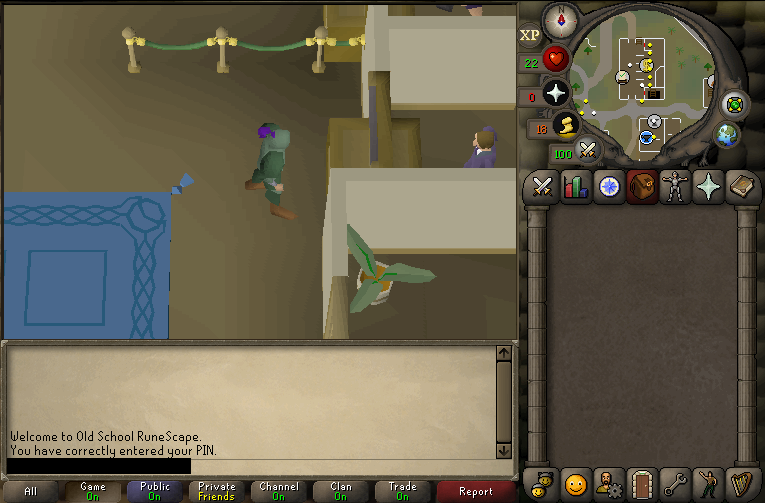 N
XP
22
0
16
100
Welcome to Old School RuneScape.
You have correctly entered your PIN.
All
Game
On
Public
On
Private
Friends
Channel
On
Clan
On
Trade
On
Report